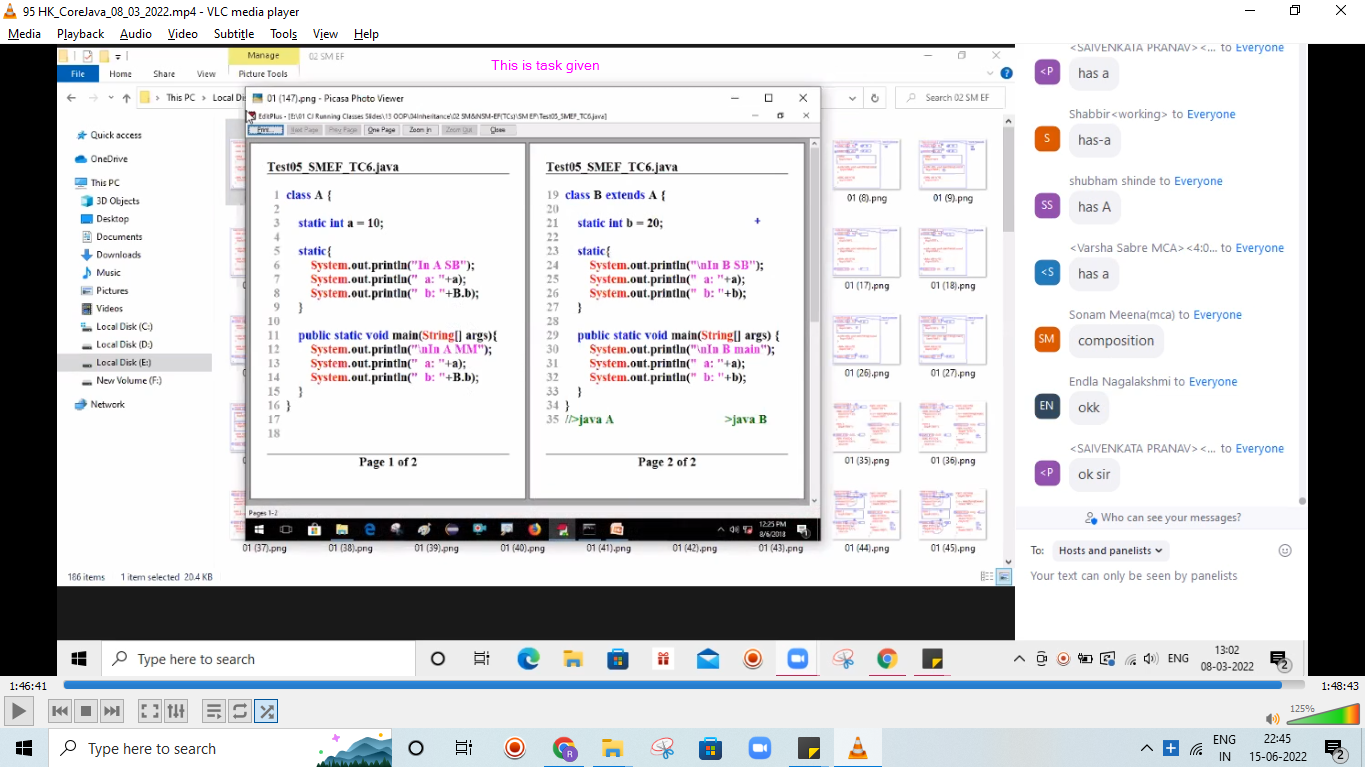 95 HK_CoreJava_08_03_2022.mp4 - VLC media player
Media Playback Audio Video Subtitle Tools View Help
Manage 02 SM EF
This is task given
File Home Share View Picture Tools
This PC Local Dis
Search 02 SM EF
01 (147).png - Picasa Photo Viewer
EditPlus - [E:\01 CJ Running Classes Slides\13 OOP\04Inheritance\02 SM&NSM-EF(TCs)\SM EF\Test05_SMEF_TC6.java]
Print... Next Page Prev Page One Page Zoom In Zoom Out Close
Quick access
OneDrive
This PC
3D Objects
Desktop
Documents
Downloads
Music
Pictures
Videos
Local Disk (C:)
Local Disk (D:)
Local Disk (E:)
New Volume (F:)
Network
Test05_SMEF_TC6.java
1 class A {
2
3 static int a = 10;
4
5 static{
6 System.out.println("In A SB");
7 System.out.println(" a: "+a);
8 System.out.println(" b: "+B.b);
9 }
10
11 public static void main(String[] args){
12 System.out.println("\nIn A MM");
13 System.out.println(" a: "+a);
14 System.out.println(" b: "+B.b);
15 }
16 }
17
18
Page 1 of 2
Test05_SMEF_TC6.java
19 class B extends A {
20
21 static int b = 20;
22
23 static{
24 System.out.println("\nIn B SB");
25 System.out.println(" a: "+a);
26 System.out.println(" b: "+b);
27 }
28
29 public static void main(String[] args) {
30 System.out.println("\nIn B main");
31 System.out.println(" a: "+a);
32 System.out.println(" b: "+b);
33 }
34 }
35 //>java A >java B
Page 2 of 2
Pages 1-2
12:25 PM
8/6/2018
01 (8).png 01 (9).png
01 (17).png 01 (18).png
01 (26).png 01 (27).png
01 (35).png 01 (36).png
01 (37).png 01 (38).png 01 (39).png 01 (40).png 01 (41).png 01 (42).png 01 (43).png 01 (44).png 01 (45).png
186 items 1 item selected 20.4 KB
<SAIVENKATA PRANAV><... to Everyone
<P has a
Shabbir<working> to Everyone
S has-a
shubham shinde to Everyone
SS has A
<Varsha Sabre MCA><4:0... to Everyone
<S has a
Sonam Meena(mca) to Everyone
SM composition
Endla Nagalakshmi to Everyone
EN okk
<SAIVENKATA PRANAV><... to Everyone
<P ok sir
Who can see your messages?
To: Hosts and panelists
Your text can only be seen by panelists
Type here to search
ENG
13:02
08-03-2022
2
1:46:41 1:48:43
125%
Type here to search
ENG
IN
22:45
15-06-2022
2